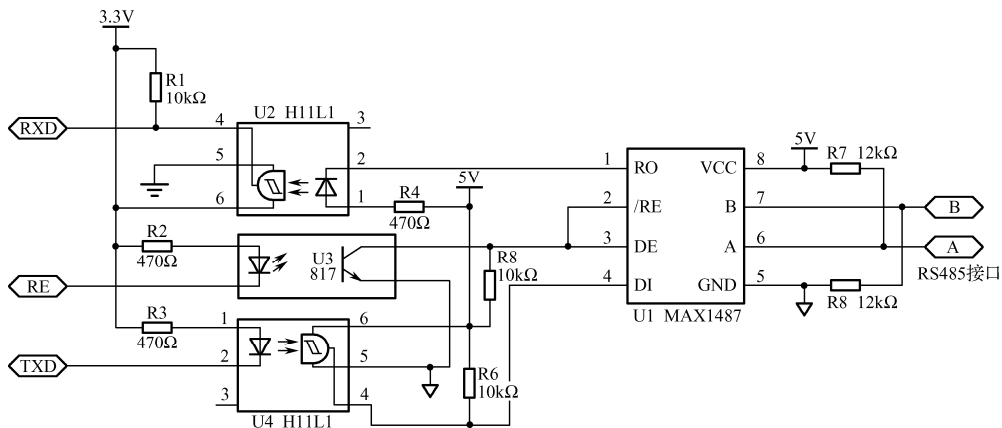 3.3V
R1
10kΩ
U2 H11L1
RXD
4
3
5
2
6
1
5V
R4
470Ω
R2
470Ω
U3
817
R8
10kΩ
RE
R3
470Ω
1
6
TXD
2
5
3
4
R6
10kΩ
U4 H11L1
1
RO
VCC
8
5V
R7 12kΩ
2
/RE
B
7
B
3
DE
A
6
A
RS485接口
4
DI
GND
5
R8 12kΩ
U1 MAX1487